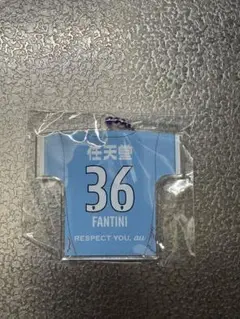 任天堂
36
FANTINI
RESPECT YOU, au